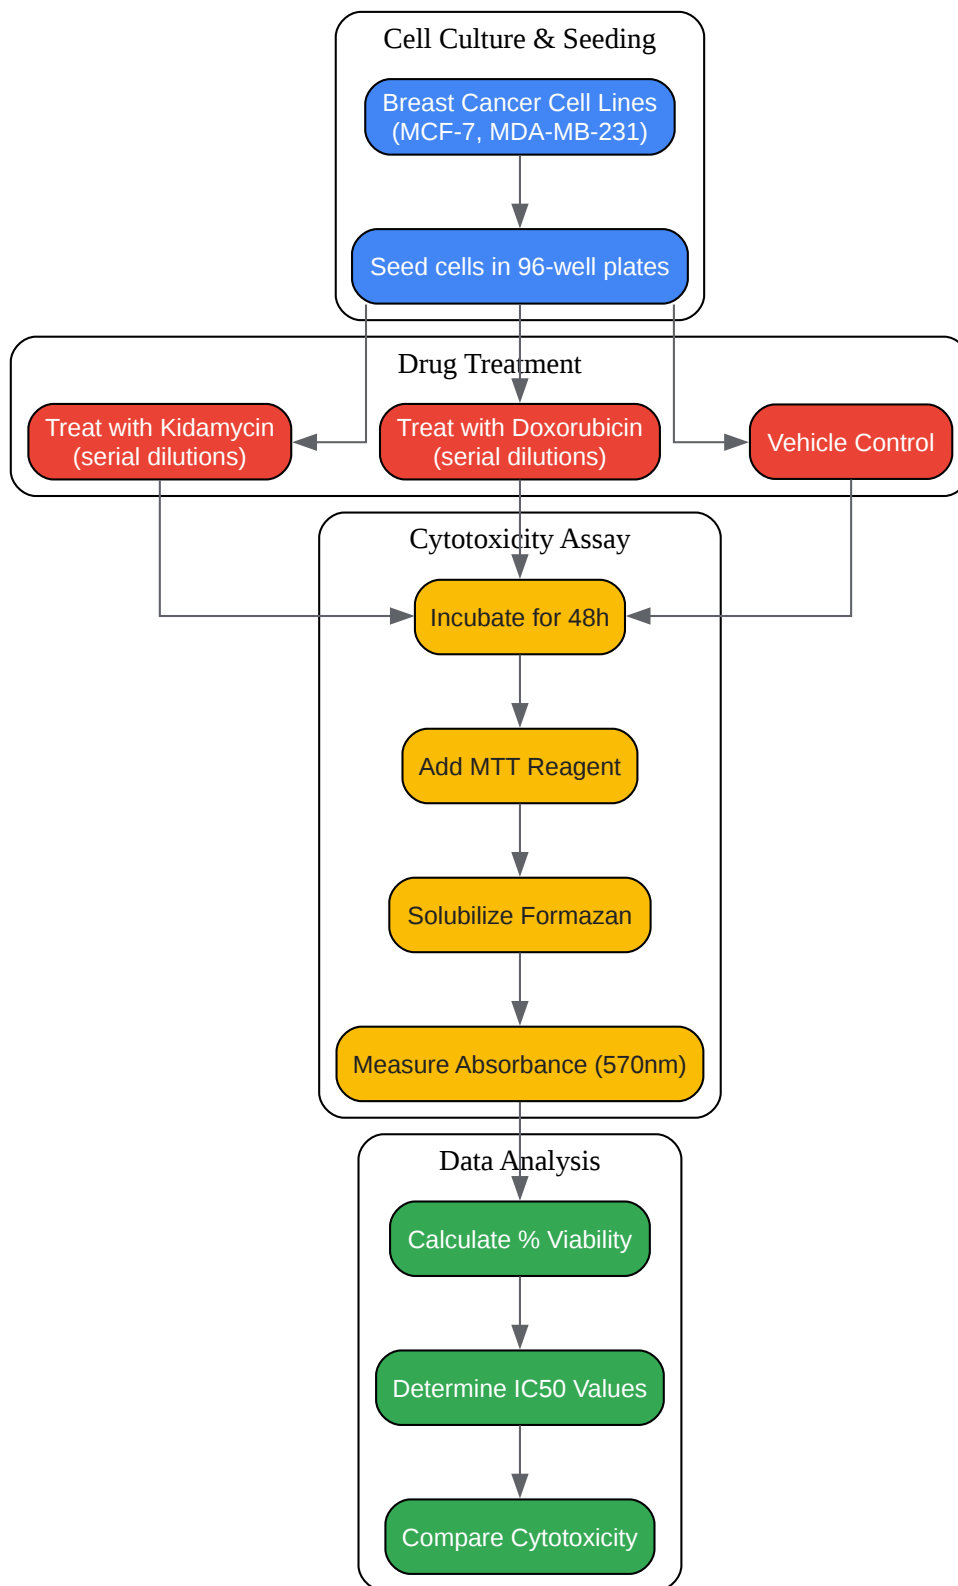 Cell Culture & Seeding
Breast Cancer Cell Lines
(MCF-7, MDA-MB-231)
Seed cells in 96-well plates
Drug Treatment
Treat with Kidamycin
(serial dilutions)
Treat with Doxorubicin
(serial dilutions)
Vehicle Control
Cytotoxicity Assay
Incubate for 48h
Add MTT Reagent
Solubilize Formazan
Measure Absorbance (570nm)
Data Analysis
Calculate % Viability
Determine IC50 Values
Compare Cytotoxicity